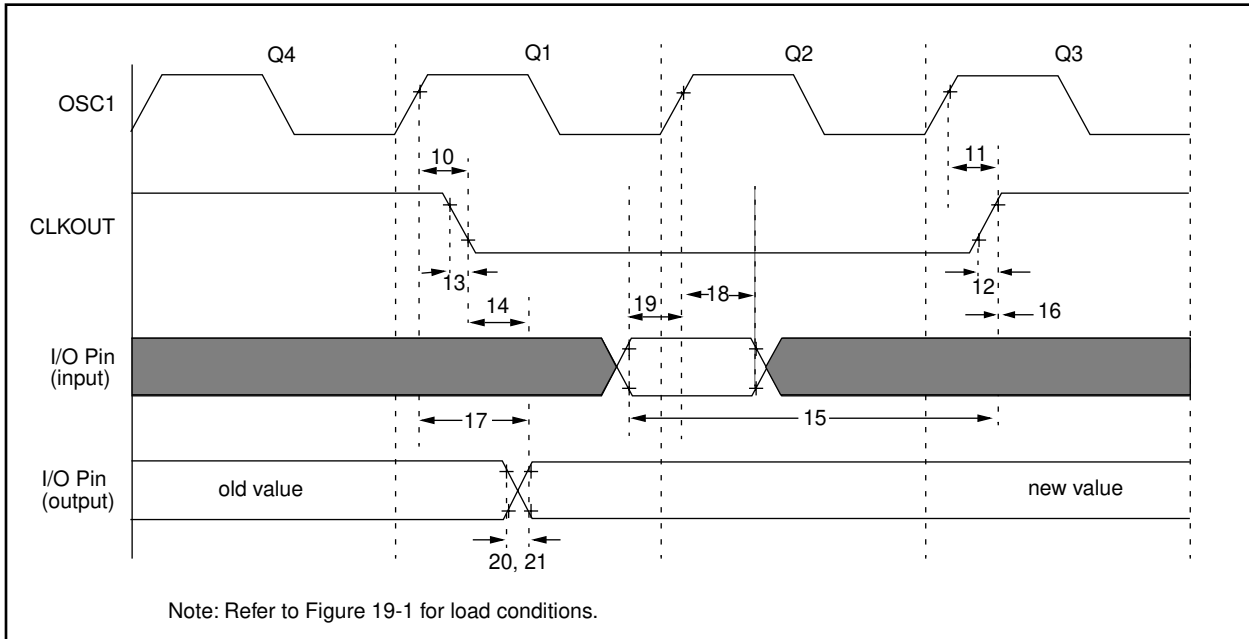 Q4
Q1
Q2
Q3
OSC1
10
11
CLKOUT
13
12
14
19
18
16
I/O Pin
(input)
17
15
I/O Pin
(output)
old value
new value
20, 21
Note: Refer to Figure 19-1 for load conditions.